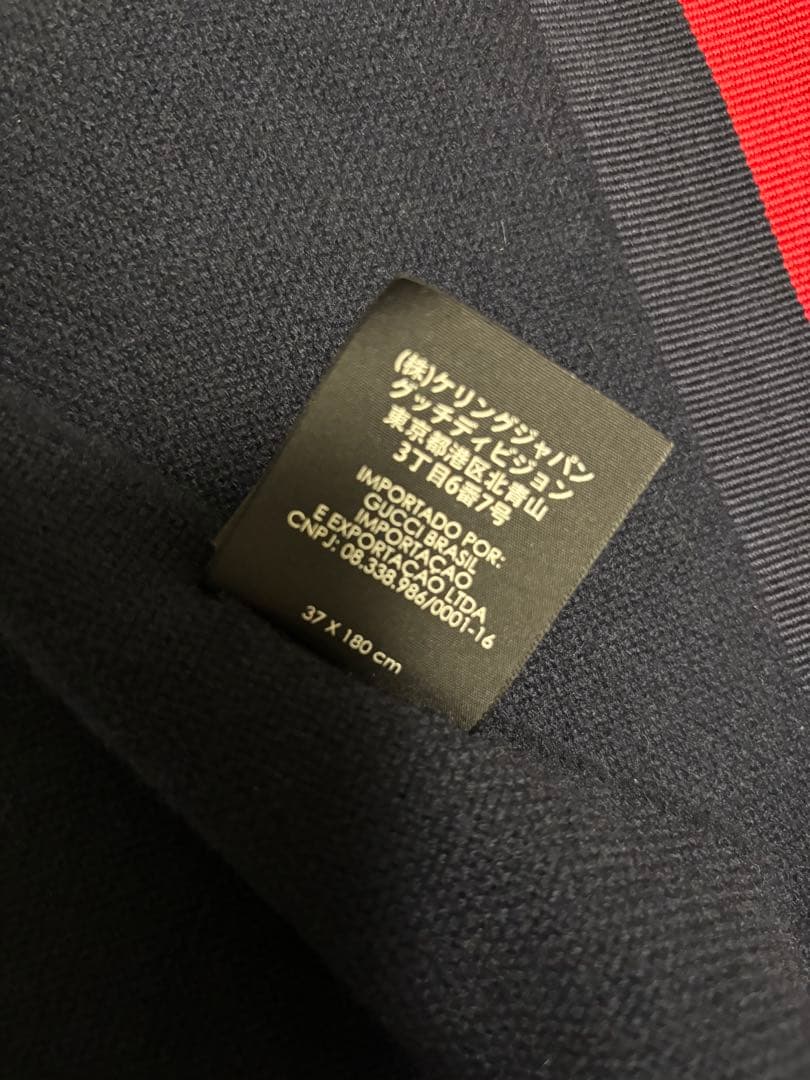 (株)ケリングジャパン
グッチディビジョン
東京都港区北青山
3丁目6番7号
IMPORTADO POR:
GUCCI BRASIL
IMPORTACAO
E EXPORTACAO LTDA
CNPJ: 08.338.986/0001-16
37 X 180 cm